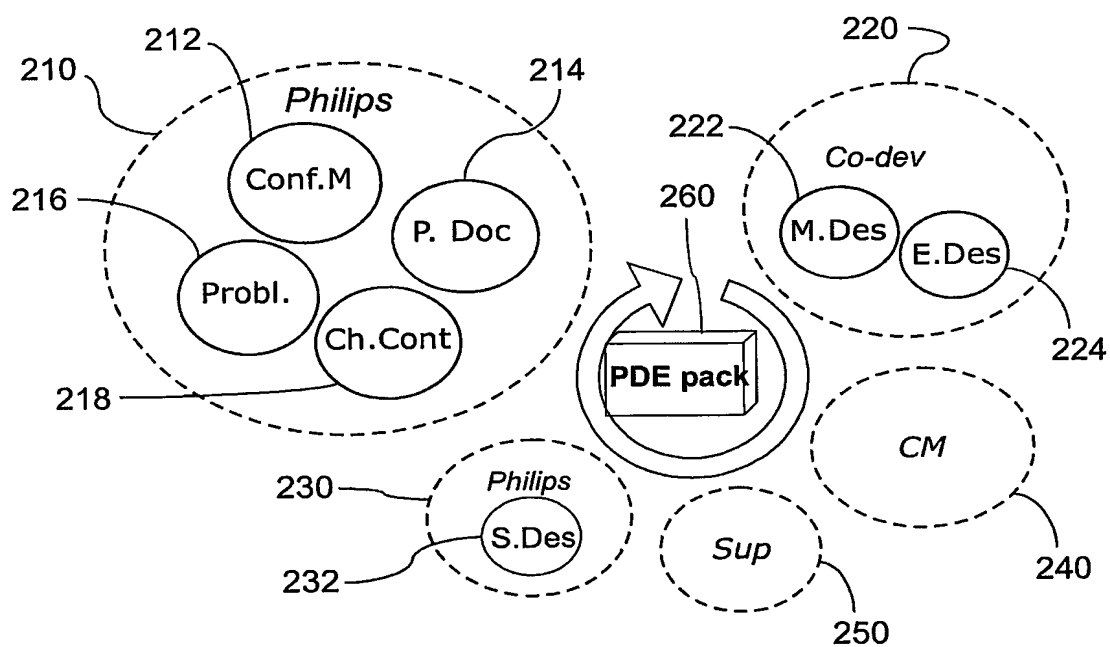 212
220
210
214
Philips
222
Co-dev
Conf.M
260
216
P. Doc
M.Des
E.Des
Probl.
Ch.Cont
224
PDE pack
218
CM
230
Philips
S.Des
Sup
232
240
250